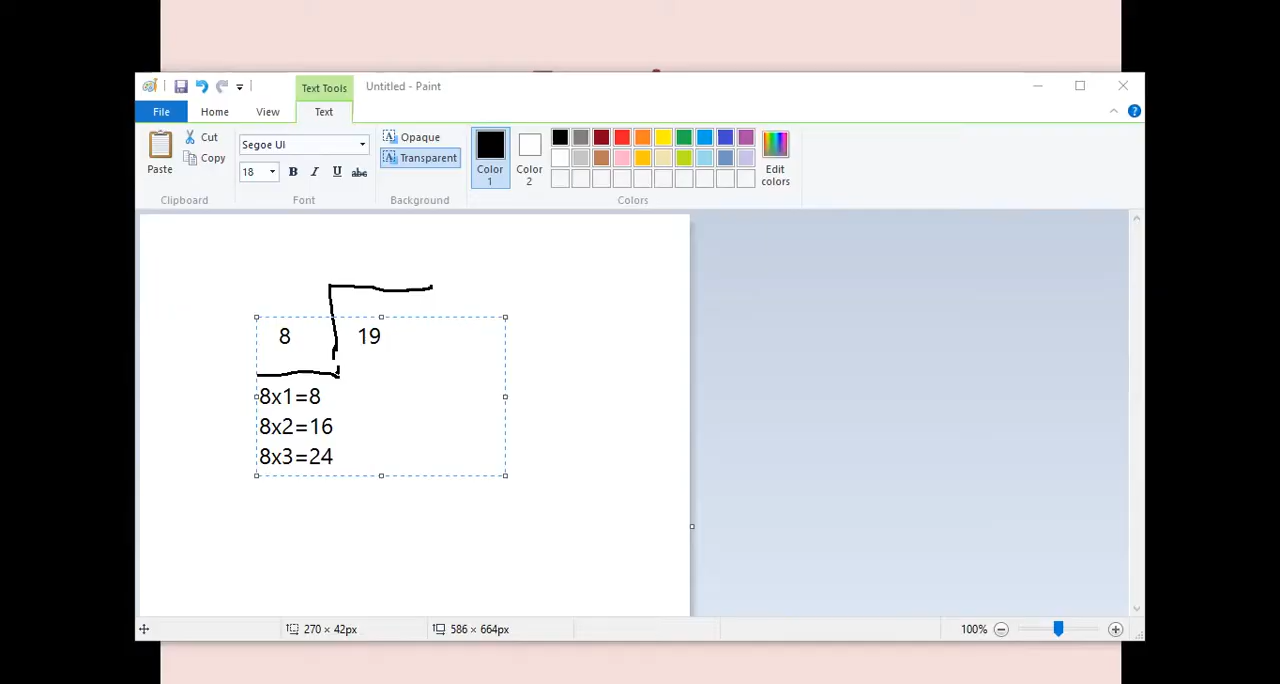 Text Tools Untitled - Paint
File Home View Text
Paste Cut Copy Segoe UI 18 B I U abc A Opaque A Transparent Color 1 Color 2 Edit colors
Clipboard Font Background Colors
8 19
8x1=8
8x2=16
8x3=24
270 × 42px 586 × 664px 100%